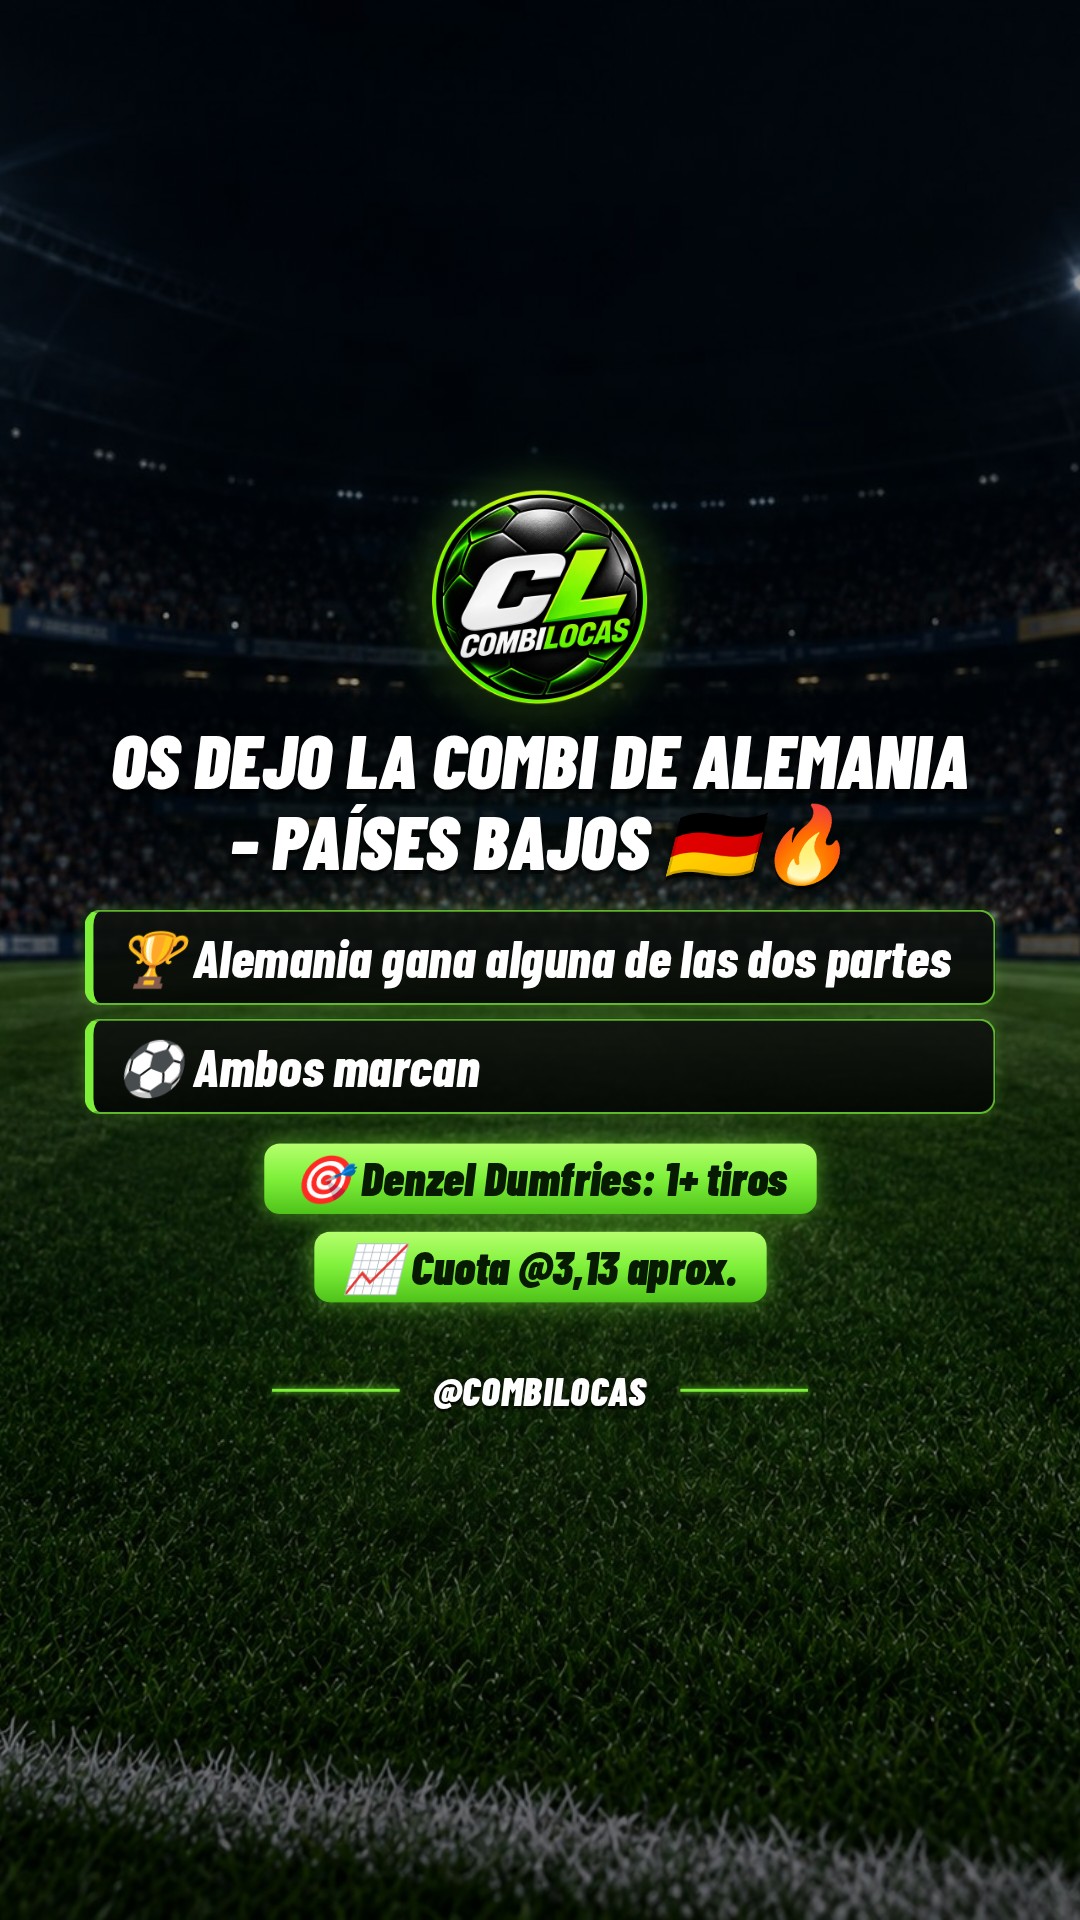 CL
COMBILOCAS
OS DEJO LA COMBI DE ALEMANIA
- PAÍSES BAJOS 🇩🇪🔥
🏆 Alemania gana alguna de las dos partes
⚽ Ambos marcan
🎯 Denzel Dumfries: 1+ tiros
📈 Cuota @3,13 aprox.
@COMBILOCAS